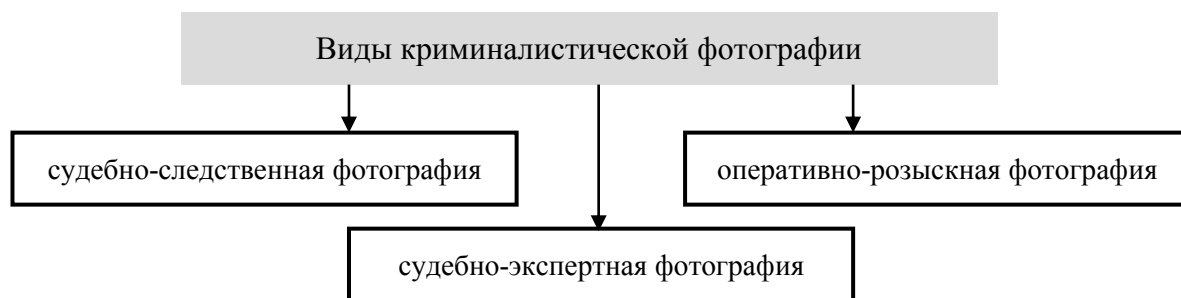 Виды криминалистической фотографии
судебно-следственная фотография
оперативно-розыскная фотография
судебно-экспертная фотография